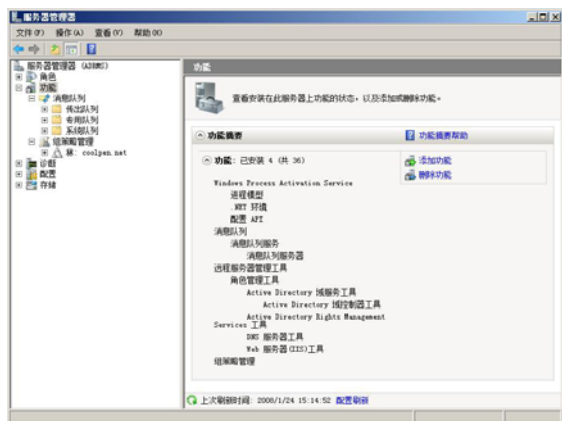 服务器管理器
文件(F) 操作(A) 查看(V) 帮助(H)
服务器管理器 (ADRMS)
角色
功能
消息队列
传出队列
专用队列
系统队列
组策略管理
林: coolpen.net
诊断
配置
存储
功能
查看安装在此服务器上功能的状态,以及添加或删除功能。
功能摘要
功能摘要帮助
功能: 已安装 4 (共 36)
添加功能
删除功能
Windows Process Activation Service
进程模型
.NET 环境
配置 API
消息队列
消息队列服务
消息队列服务器
远程服务器管理工具
角色管理工具
Active Directory 域服务工具
Active Directory 域控制器工具
Active Directory Rights Management
Services 工具
DNS 服务器工具
Web 服务器(IIS)工具
组策略管理
上次刷新时间: 2008/1/24 15:14:52 配置刷新